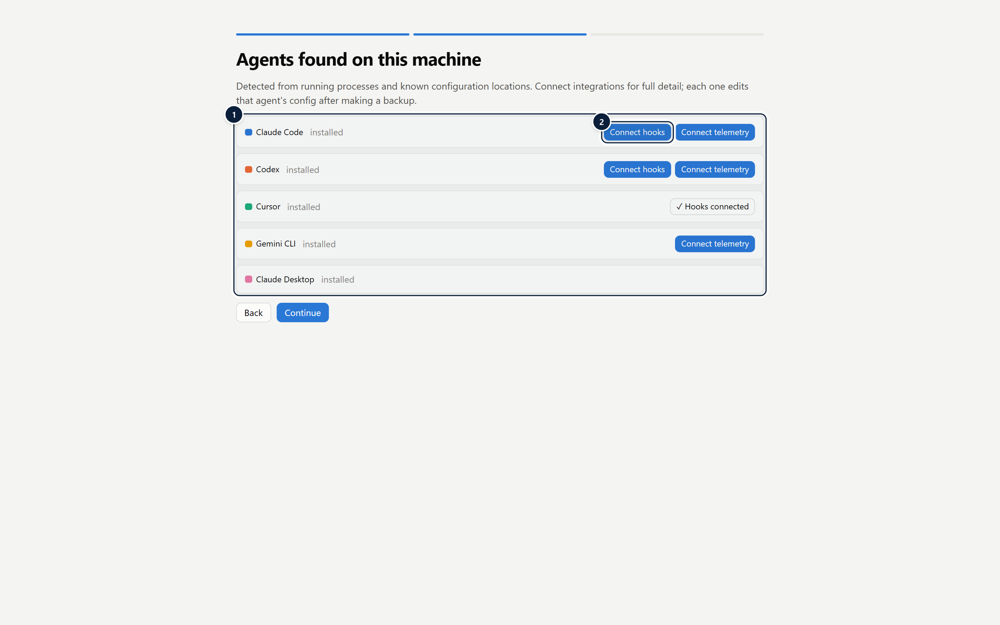 Agents found on this machine
Detected from running processes and known configuration locations. Connect integrations for full detail; each one edits
that agent's config after making a backup.
1
2
Claude Code installed Connect hooks Connect telemetry
Codex installed Connect hooks Connect telemetry
Cursor installed ✓ Hooks connected
Gemini CLI installed Connect telemetry
Claude Desktop installed
Back Continue